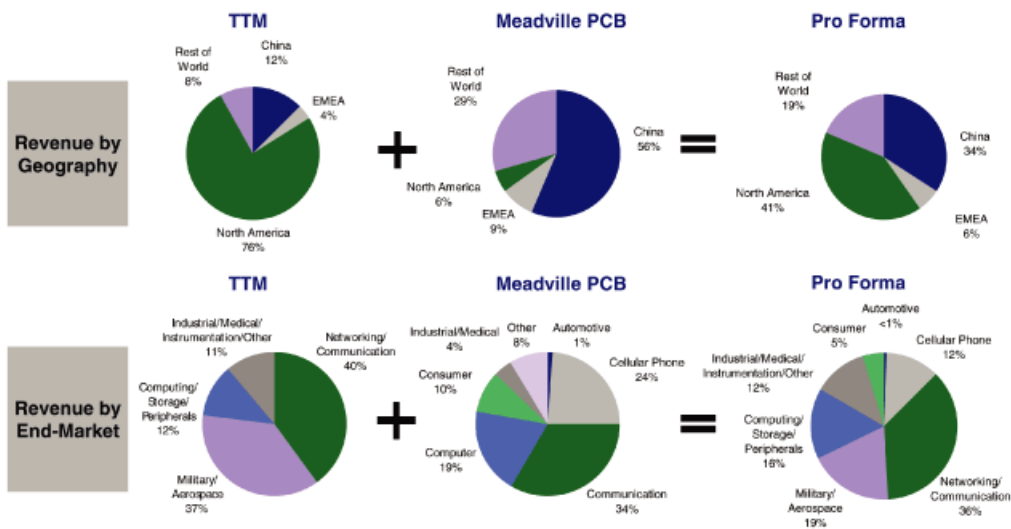 TTM
Meadville PCB
Pro Forma
Revenue by
Geography
Rest of
World
8%
China
12%
EMEA
4%
North America
76%
+
Rest of
World
29%
China
56%
North America
6%
EMEA
9%
=
Rest of
World
19%
China
34%
North America
41%
EMEA
6%
TTM
Meadville PCB
Pro Forma
Revenue by
End-Market
Industrial/Medical/
Instrumentation/Other
11%
Networking/
Communication
40%
Computing/
Storage/
Peripherals
12%
Military/
Aerospace
37%
+
Industrial/Medical
4%
Other
8%
Automotive
1%
Cellular Phone
24%
Consumer
10%
Computer
19%
Communication
34%
=
Automotive
<1%
Consumer
5%
Cellular Phone
12%
Industrial/Medical/
Instrumentation/Other
12%
Computing/
Storage/
Peripherals
16%
Military/
Aerospace
19%
Networking/
Communication
36%